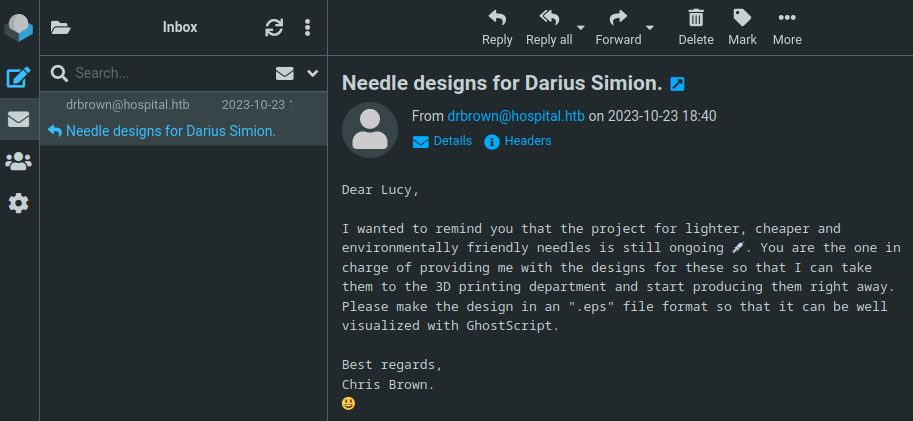 Inbox
Reply
Reply all
Forward
Delete
Mark
More
Search...
drbrown@hospital.htb 2023-10-23
Needle designs for Darius Simion.
Needle designs for Darius Simion.
From drbrown@hospital.htb on 2023-10-23 18:40
Details
Headers
Dear Lucy,
I wanted to remind you that the project for lighter, cheaper and
environmentally friendly needles is still ongoing 💉. You are the one in
charge of providing me with the designs for these so that I can take
them to the 3D printing department and start producing them right away.
Please make the design in an ".eps" file format so that it can be well
visualized with GhostScript.
Best regards,
Chris Brown.
😃